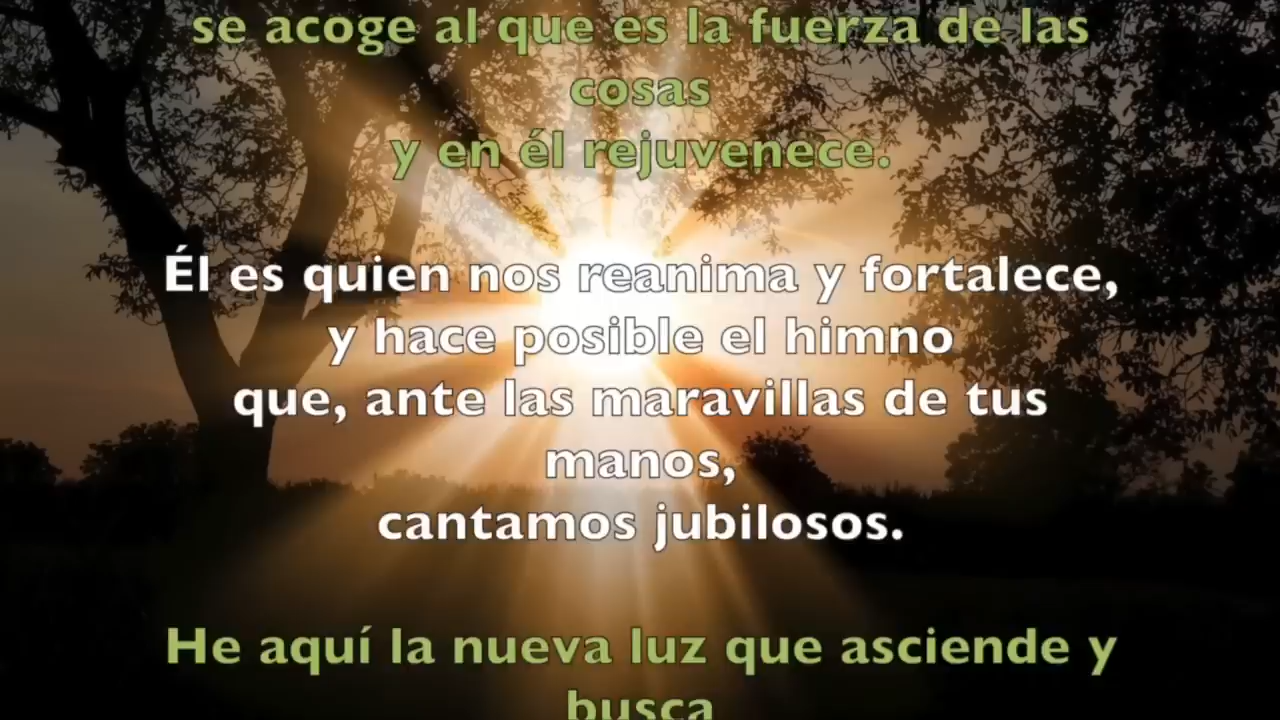 se acoge al que es la fuerza de las
cosas
y en él rejuvenece.
Él es quien nos reanima y fortalece,
y hace posible el himno
que, ante las maravillas de tus
manos,
cantamos jubilosos.
He aquí la nueva luz que asciende y
busca